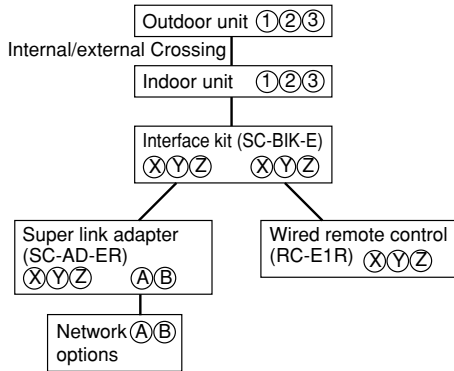 Outdoor unit ①②③
Internal/external Crossing
Indoor unit ①②③
Interface kit (SC-BIK-E)
ⓍⓎⓏ ⓍⓎⓏ
Super link adapter
(SC-AD-ER)
ⓍⓎⓏ ⒶⒷ
Wired remote control
(RC-E1R) ⓍⓎⓏ
Network ⒶⒷ
options